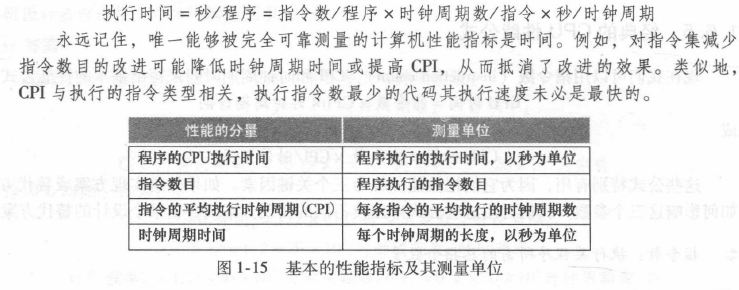 执行时间=秒/程序=指令数/程序×时钟周期数/指令×秒/时钟周期
永远记住，唯一能够被完全可靠测量的计算机性能指标是时间。例如，对指令集减少
指令数目的改进可能降低时钟周期时间或提高 CPI，从而抵消了改进的效果。类似地，
CPI 与执行的指令类型相关，执行指令数最少的代码其执行速度未必是最快的。
性能的分量 测量单位
程序的CPU执行时间 程序执行的执行时间，以秒为单位
指令数目 程序执行的指令数目
指令的平均执行时钟周期(CPI) 每条指令的平均执行的时钟周期数
时钟周期时间 每个时钟周期的长度，以秒为单位
图 1-15 基本的性能指标及其测量单位